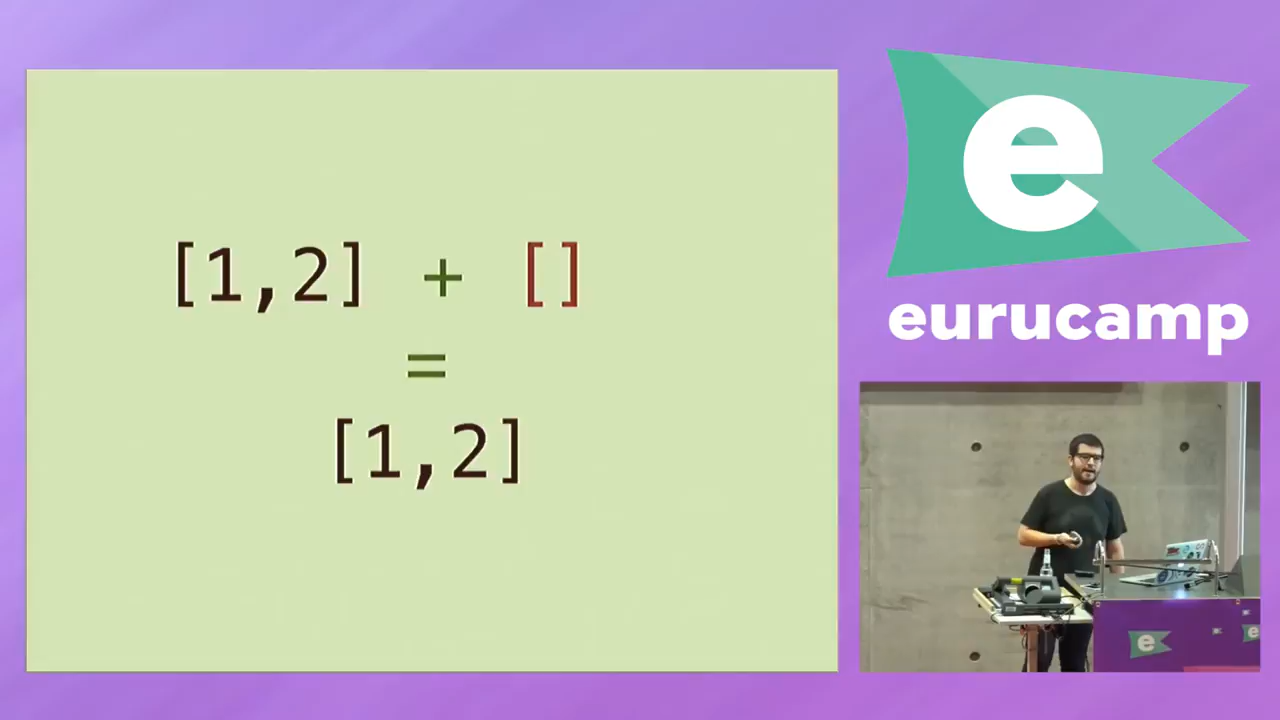 [1,2] + []
=
[1,2]
e
eurucamp
e
e